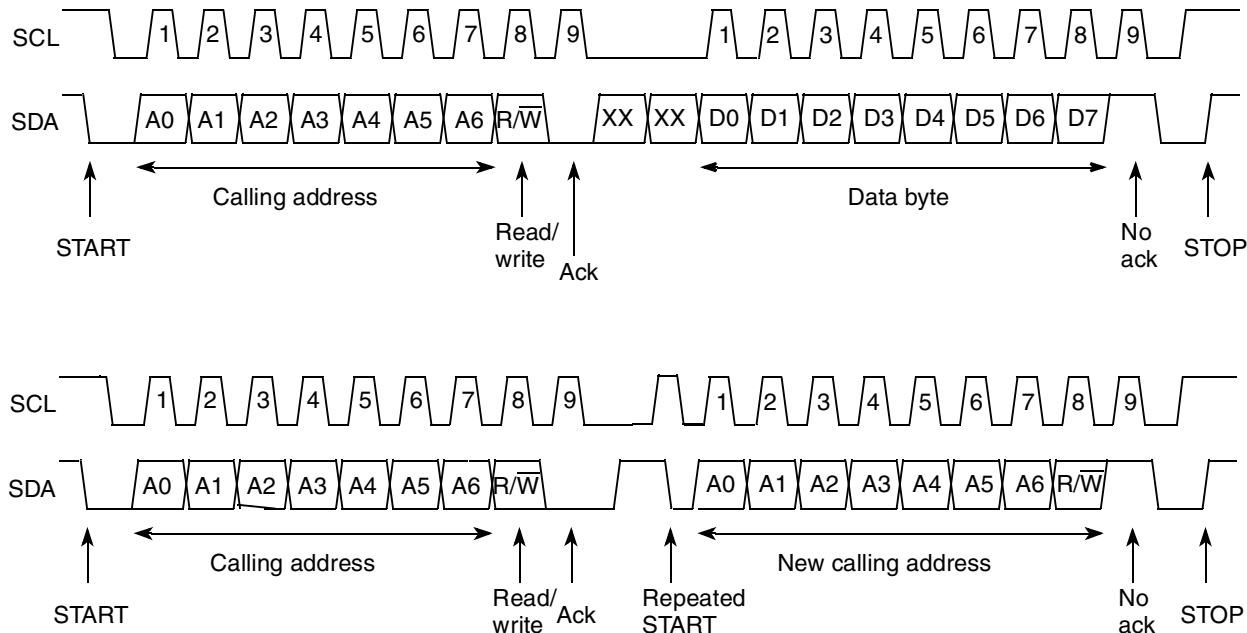 SCL 1 2 3 4 5 6 7 8 9 1 2 3 4 5 6 7 8 9
SDA A0 A1 A2 A3 A4 A5 A6 R/W̅ XX XX D0 D1 D2 D3 D4 D5 D6 D7
Calling address Data byte
START Read/
write Ack No
ack STOP
SCL 1 2 3 4 5 6 7 8 9 1 2 3 4 5 6 7 8 9
SDA A0 A1 A2 A3 A4 A5 A6 R/W̅ A0 A1 A2 A3 A4 A5 A6 R/W̅
Calling address New calling address
START Read/
write Ack Repeated
START No
ack STOP